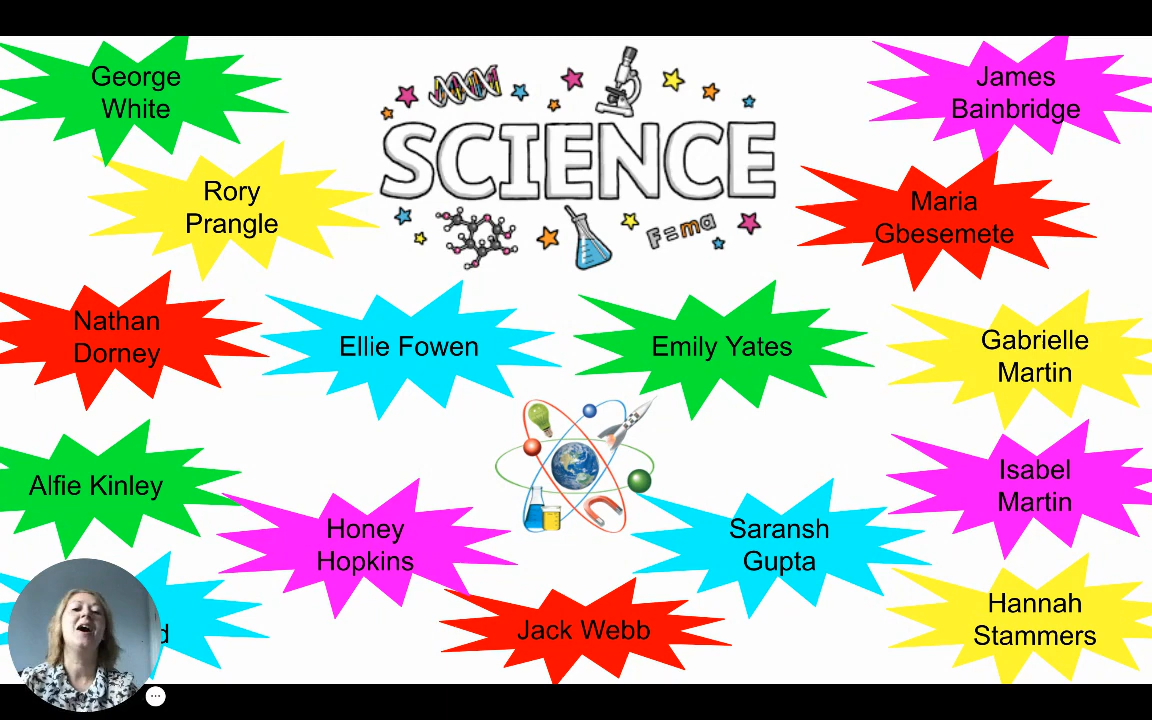 George
White
SCIENCE
James
Bainbridge
Rory
Prangle
F=ma
Maria
Gbesemete
Nathan
Dorney
Ellie Fowen
Emily Yates
Gabrielle
Martin
Alfie Kinley
Isabel
Martin
Honey
Hopkins
Saransh
Gupta
Jack Webb
Hannah
Stammers